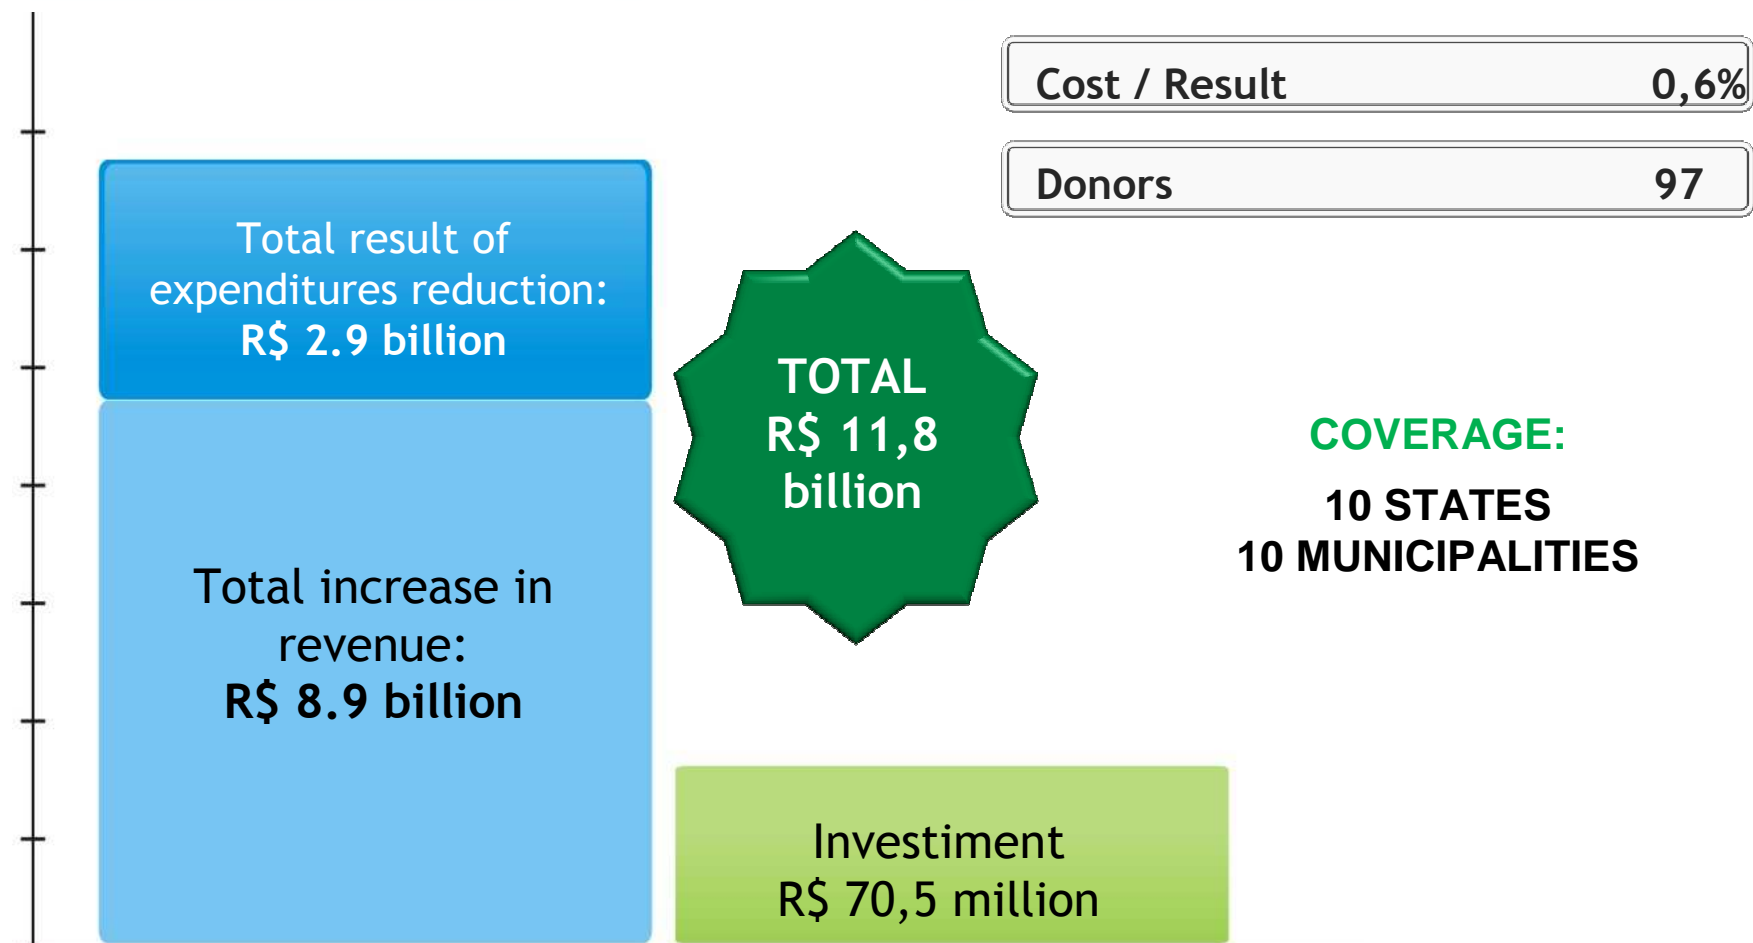 Cost / Result 0,6%
Donors 97
Total result of
expenditures reduction:
R$ 2.9 billion
TOTAL
R$ 11,8
billion
COVERAGE:
10 STATES
10 MUNICIPALITIES
Total increase in
revenue:
R$ 8.9 billion
Investiment
R$ 70,5 million